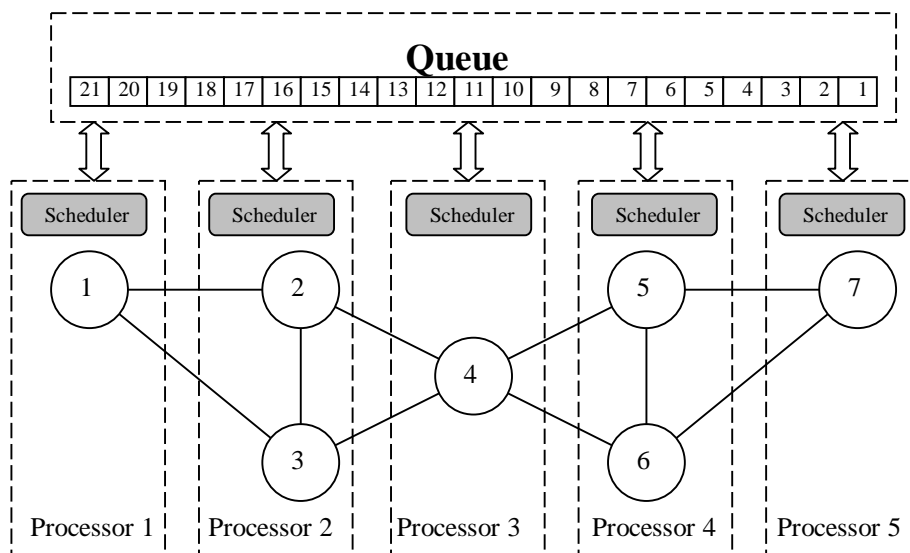 Queue
21 20 19 18 17 16 15 14 13 12 11 10 9 8 7 6 5 4 3 2 1
Scheduler Scheduler Scheduler Scheduler Scheduler
1 2 5 7
4
3 6
Processor 1 Processor 2 Processor 3 Processor 4 Processor 5